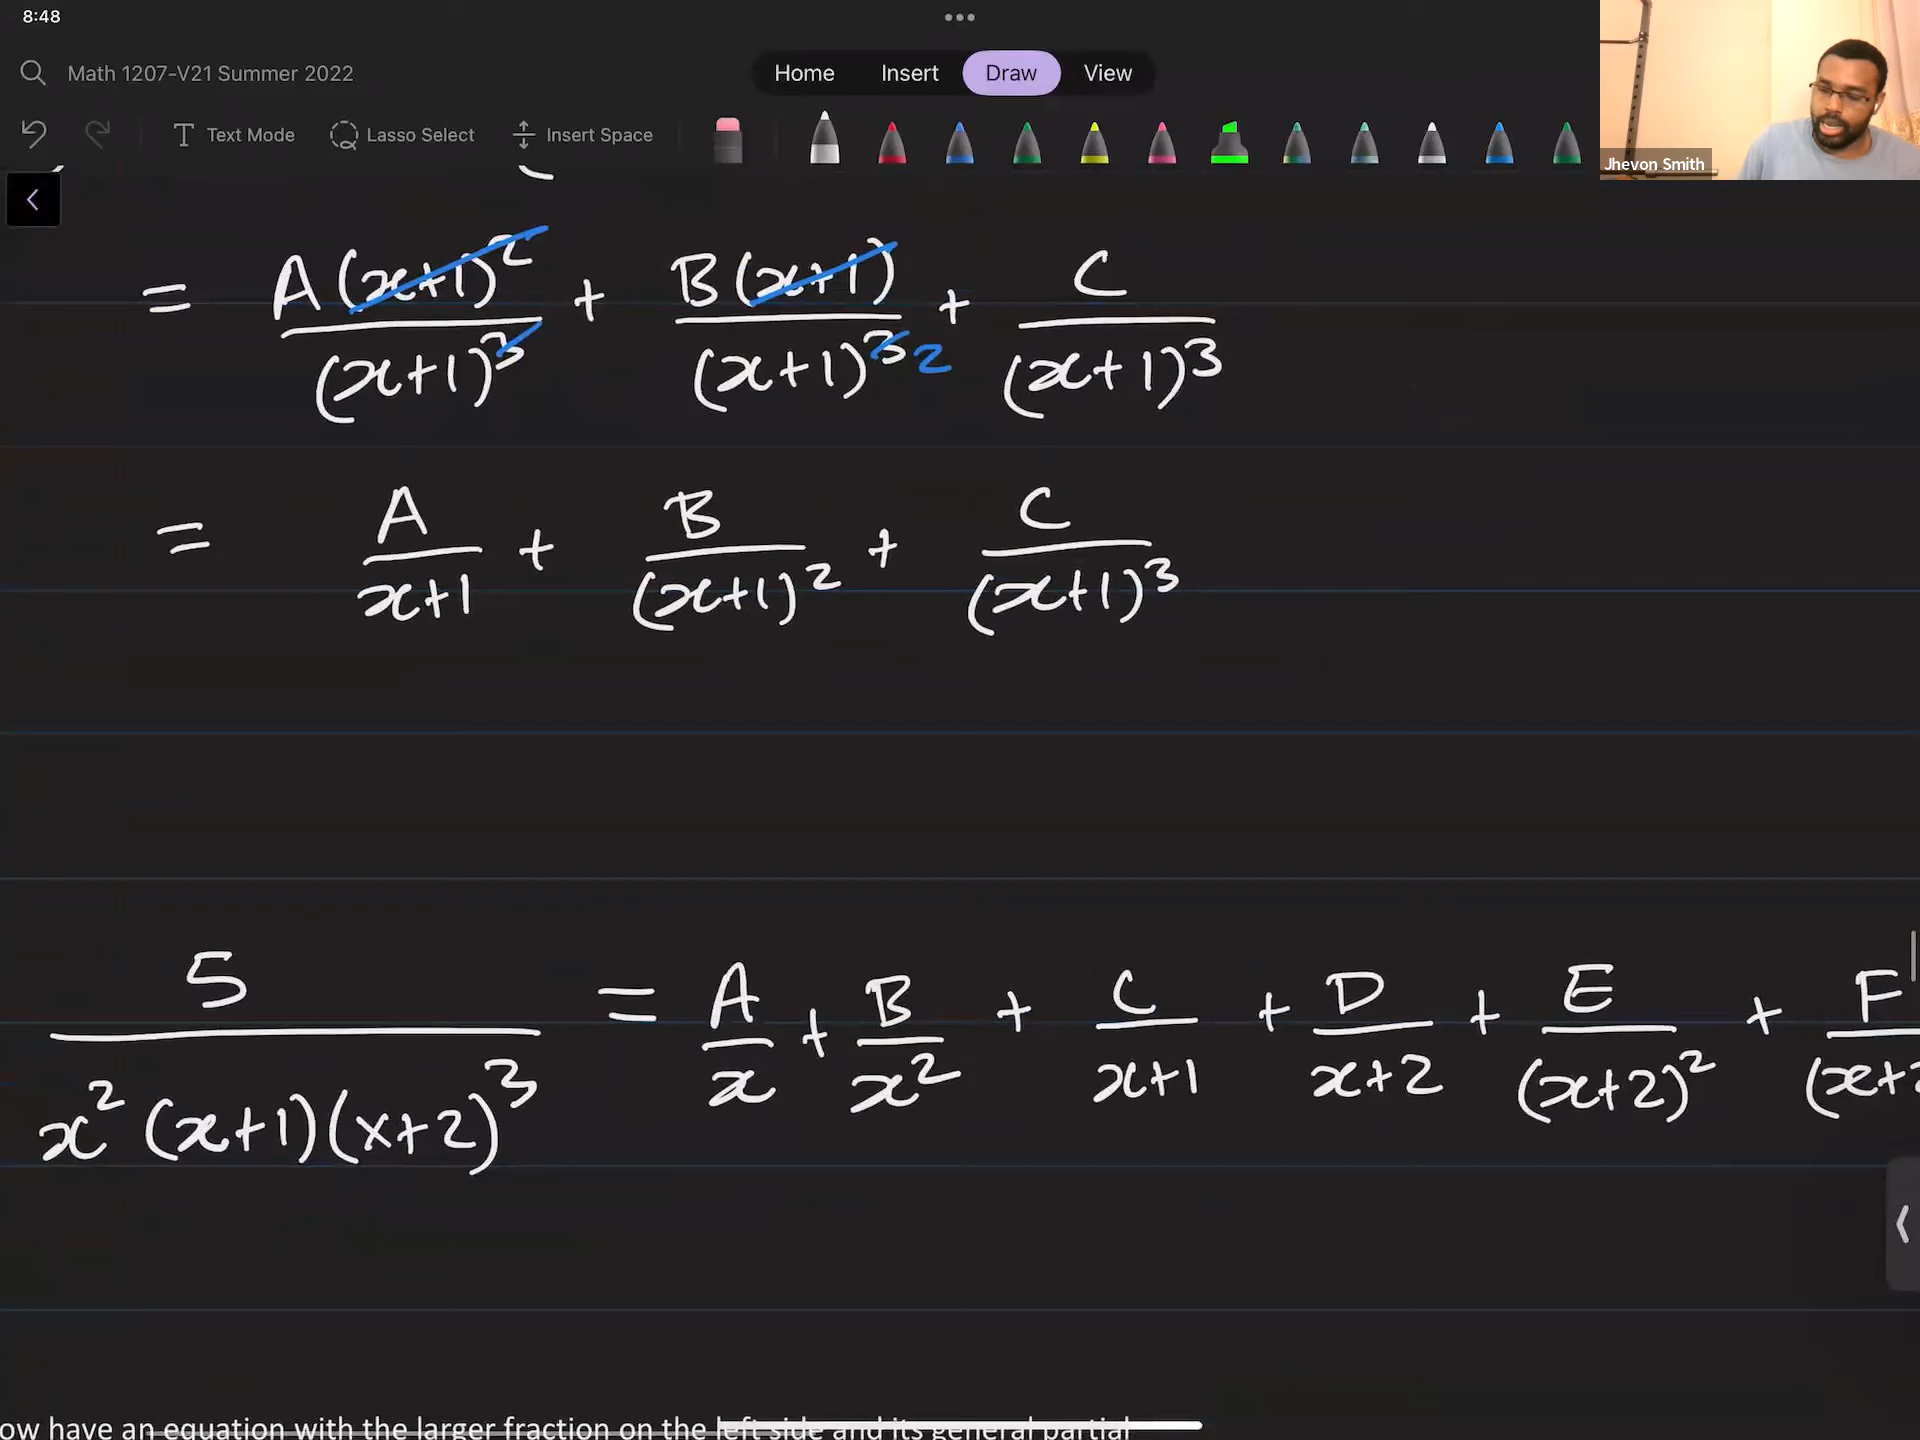 8:48
Math 1207-V21 Summer 2022
Home Insert Draw View
Text Mode Lasso Select Insert Space
Jhevon Smith
= A(x+1)^2/(x+1)^3 + B(x+1)/(x+1)^3 2 + C/(x+1)^3
= A/(x+1) + B/(x+1)^2 + C/(x+1)^3
5/(x^2 (x+1)(x+2)^3) = A/x + B/x^2 + C/(x+1) + D/(x+2) + E/(x+2)^2 + F/(x+2
ow have an equation with the larger fraction on the left side and its general partial